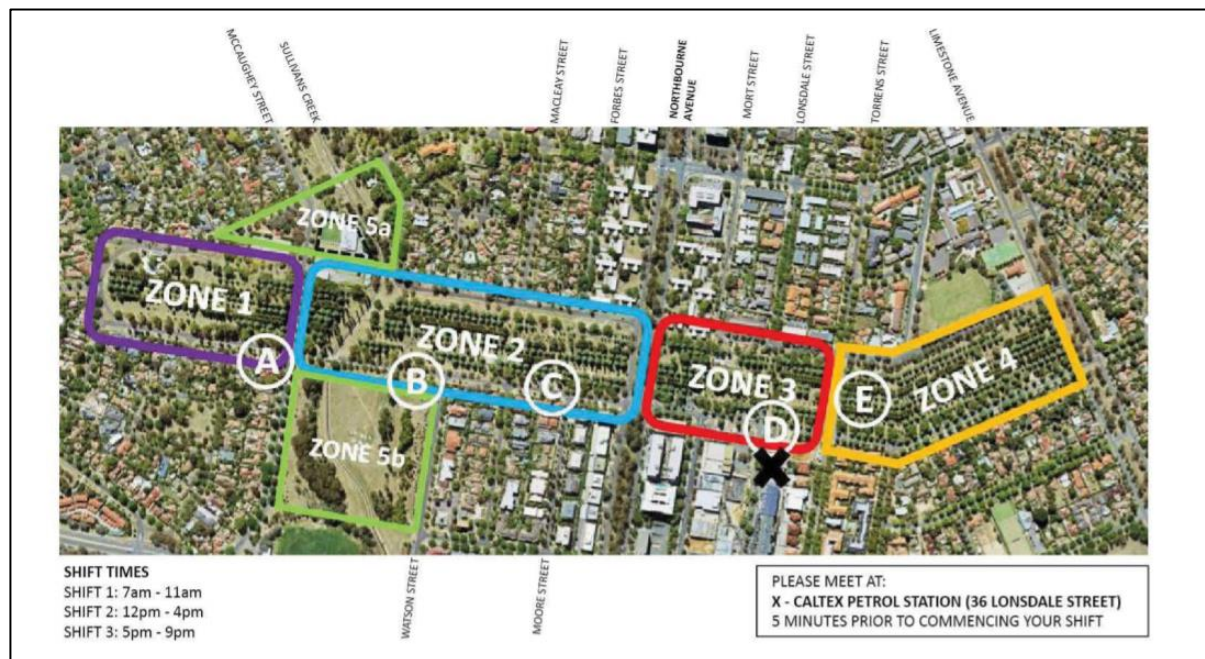 MCCAUGHEY STREET
SULLIVANS CREEK
MACLEAY STREET
FORBES STREET
NORTHBOURNE
AVENUE
MORT STREET
LONSDALE STREET
TORRENS STREET
LIMESTONE AVENUE
ZONE 5a
ZONE 1
ZONE 2
ZONE 3
ZONE 4
A
B
C
D
E
ZONE 5b
X
WATSON STREET
MOORE STREET
SHIFT TIMES
SHIFT 1: 7am - 11am
SHIFT 2: 12pm - 4pm
SHIFT 3: 5pm - 9pm
PLEASE MEET AT:
X - CALTEX PETROL STATION (36 LONSDALE STREET)
5 MINUTES PRIOR TO COMMENCING YOUR SHIFT